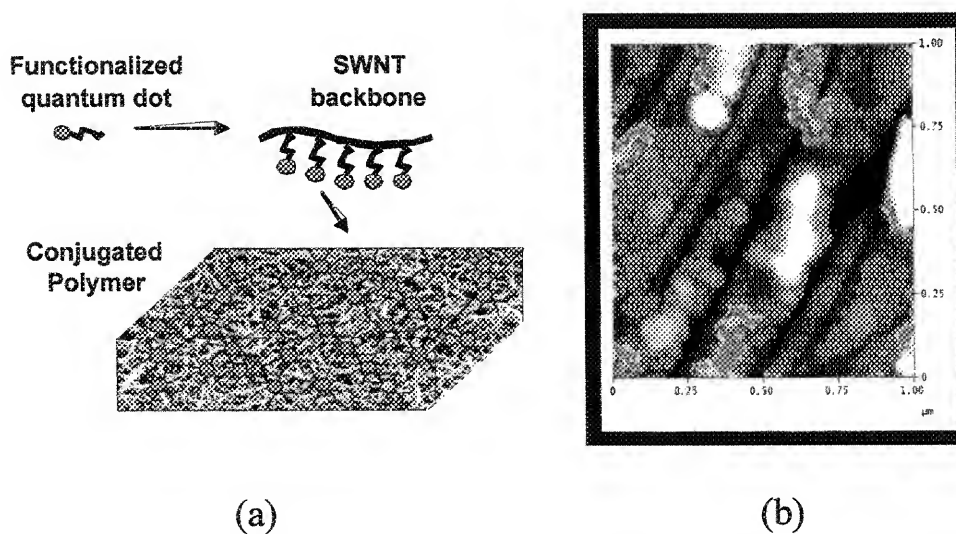 Functionalized
quantum dot
SWNT
backbone
Conjugated
Polymer
1.00
0.75
0.50
0.25
0
0 0.25 0.50 0.75 1.00
µm
(a) (b)